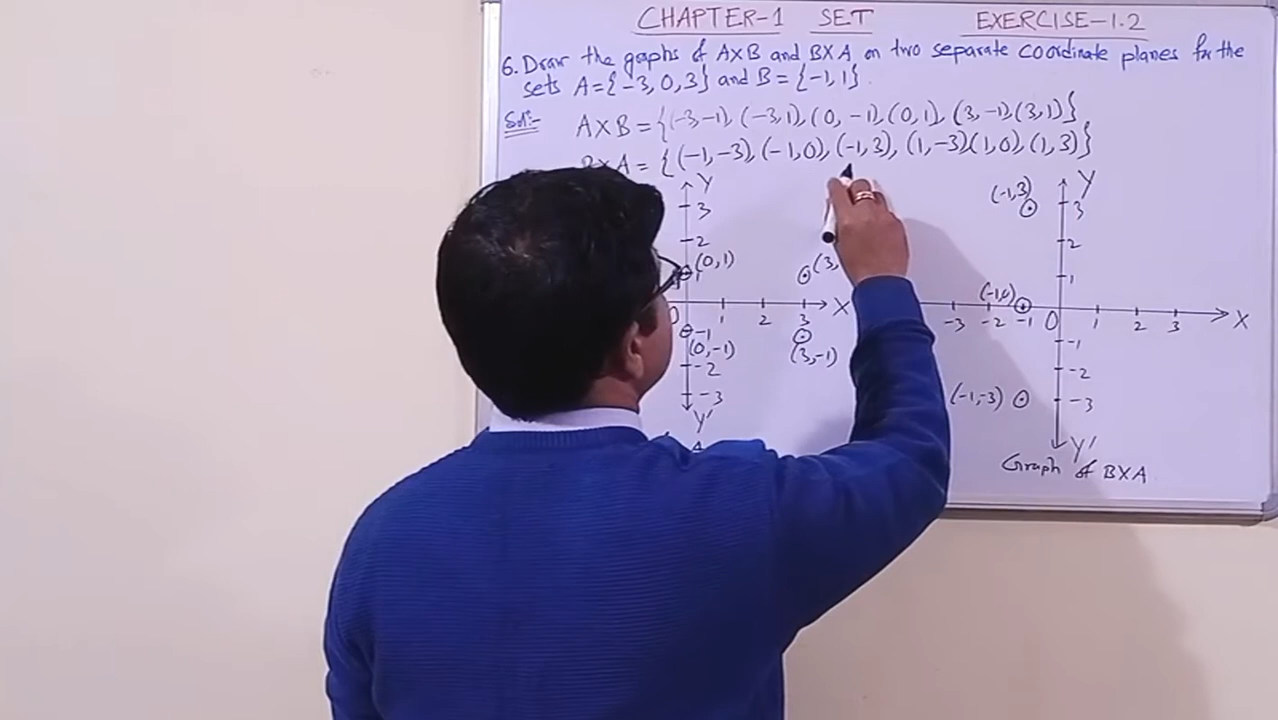 CHAPTER-1 SET EXERCISE-1.2
6. Draw the graphs of A×B and B×A on two separate coordinate planes for the
sets A={-3,0,3} and B={-1,1}.
Sol:- A×B = {(-3-1), (-3,1), (0,-1), (0,1), (3,-1), (3,1)}
B×A = {(-1,-3), (-1,0), (-1,3), (1,-3)(1,0), (1,3)}
Y
3
2
(0,1)
1
(3,
0 1 2 3 X
-1
(0,-1)
(3,-1)
-2
-3
Y'
(-1,3)
Y
3
2
1
(-1,0)
-3 -2 -1 0 1 2 3 X
-1
-2
(-1,-3)
-3
Y'
Graph of B×A